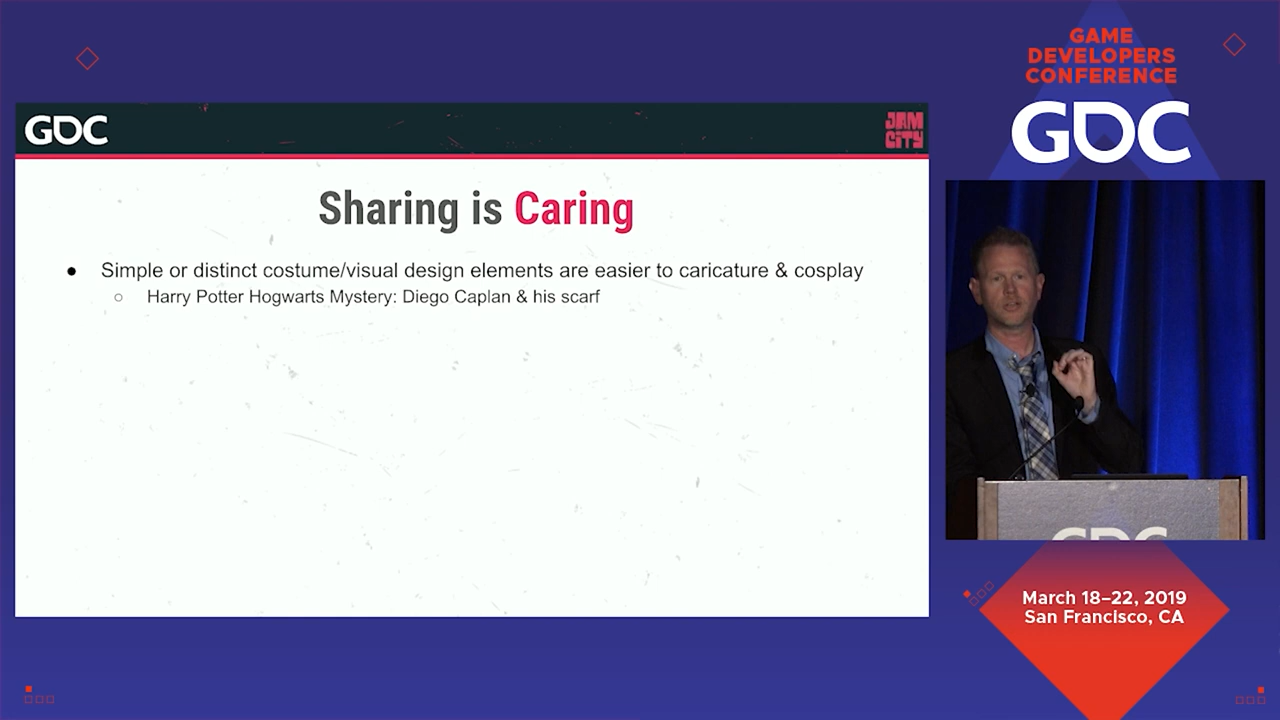 GAME
DEVELOPERS
CONFERENCE
GDC
GDC
JAM
CITY
Sharing is Caring
● Simple or distinct costume/visual design elements are easier to caricature & cosplay
○ Harry Potter Hogwarts Mystery: Diego Caplan & his scarf
GDC
March 18–22, 2019
San Francisco, CA